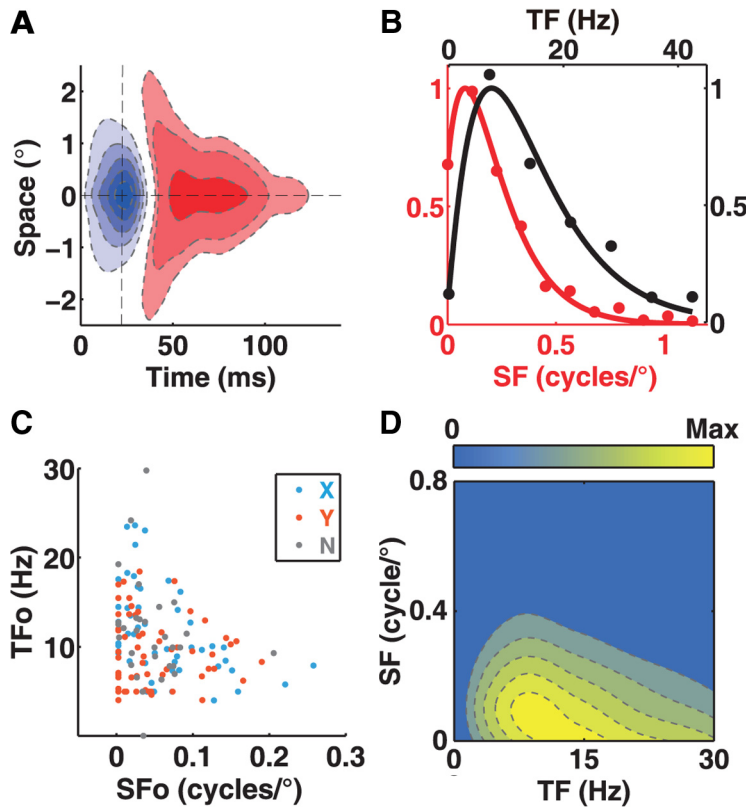 A
Space (°)
2
1
0
−1
−2
0
50
100
Time (ms)
B
TF (Hz)
0
20
40
1
0.5
0
1
0.5
0
0
0.5
1
SF (cycles/°)
C
TFo (Hz)
30
20
10
X
Y
N
0
0.1
0.2
0.3
SFo (cycles/°)
D
0
Max
SF (cycle/°)
0.8
0.4
0
0
15
30
TF (Hz)